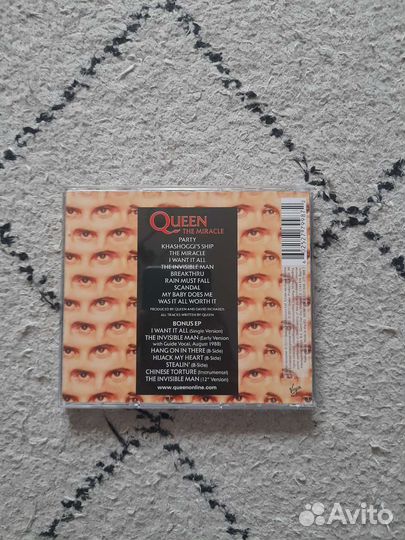 QUEEN
THE MIRACLE
PARTY
KHASHOGGI'S SHIP
THE MIRACLE
I WANT IT ALL
THE INVISIBLE MAN
BREAKTHRU
RAIN MUST FALL
SCANDAL
MY BABY DOES ME
WAS IT ALL WORTH IT
PRODUCED BY QUEEN AND DAVID RICHARDS
ALL TRACKS WRITTEN BY QUEEN
BONUS EP
I WANT IT ALL (Single Version)
THE INVISIBLE MAN (Early Version
with Guide Vocal, August 1988)
HANG ON IN THERE (B-Side)
HIJACK MY HEART (B-Side)
STEALIN' (B-Side)
CHINESE TORTURE (Instrumental)
THE INVISIBLE MAN (12" Version)
www.queenonline.com
Avito